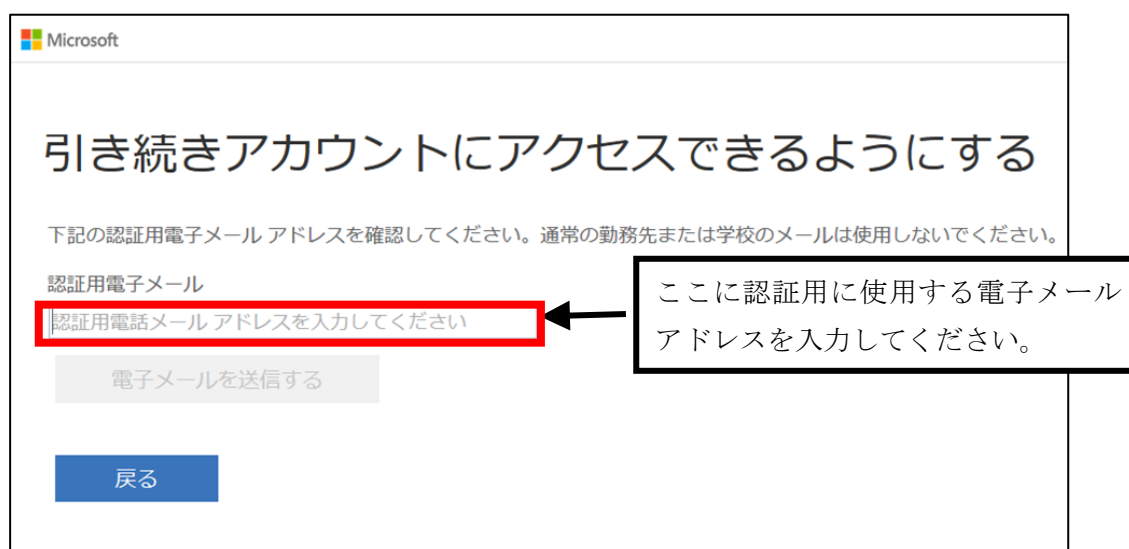 Microsoft
引き続きアカウントにアクセスできるようにする
下記の認証用電子メール アドレスを確認してください。通常の勤務先または学校のメールは使用しないでください。
認証用電子メール
認証用電話メール アドレスを入力してください
ここに認証用に使用する電子メール
アドレスを入力してください。
電子メールを送信する
戻る